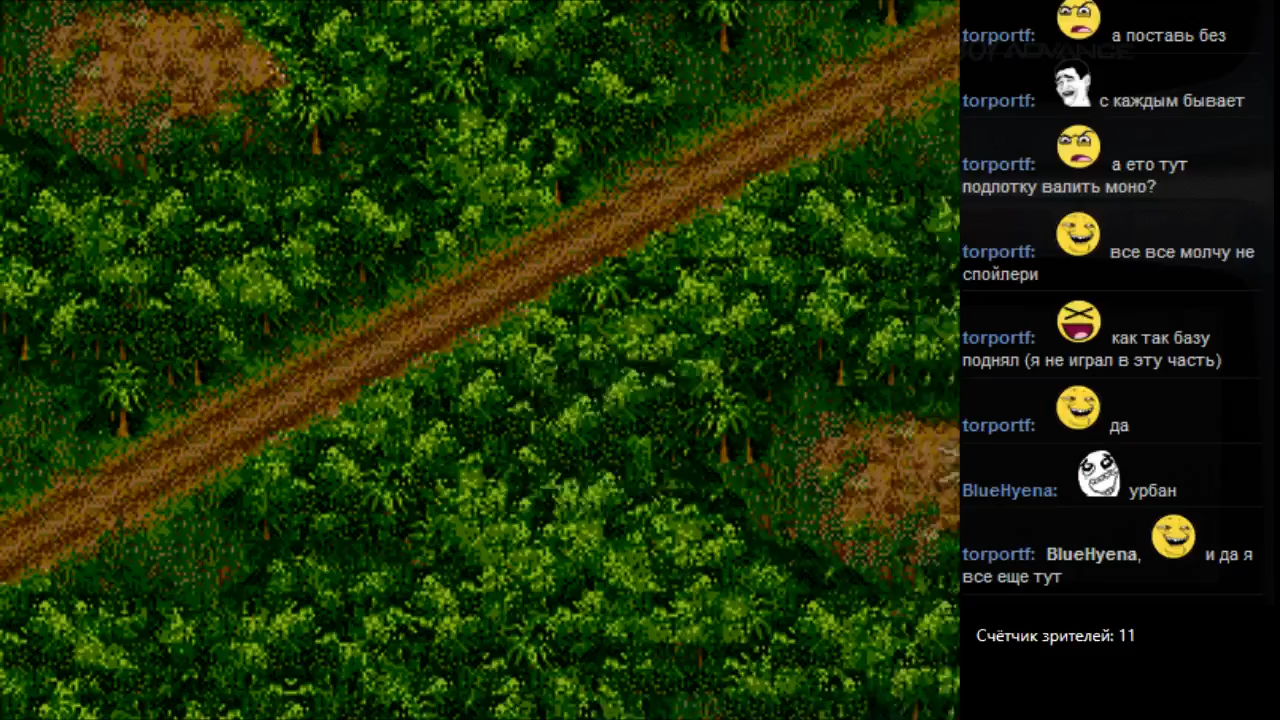 torportf: а поставь без
ADVANCE
torportf: с каждым бывает
torportf: а ето тут
подлотку валить моно?
torportf: все все молчу не
спойлери
torportf: как так базу
поднял (я не играл в эту часть)
torportf: да
BlueHyena: урбан
torportf: BlueHyena, и да я
все еще тут
Счётчик зрителей: 11